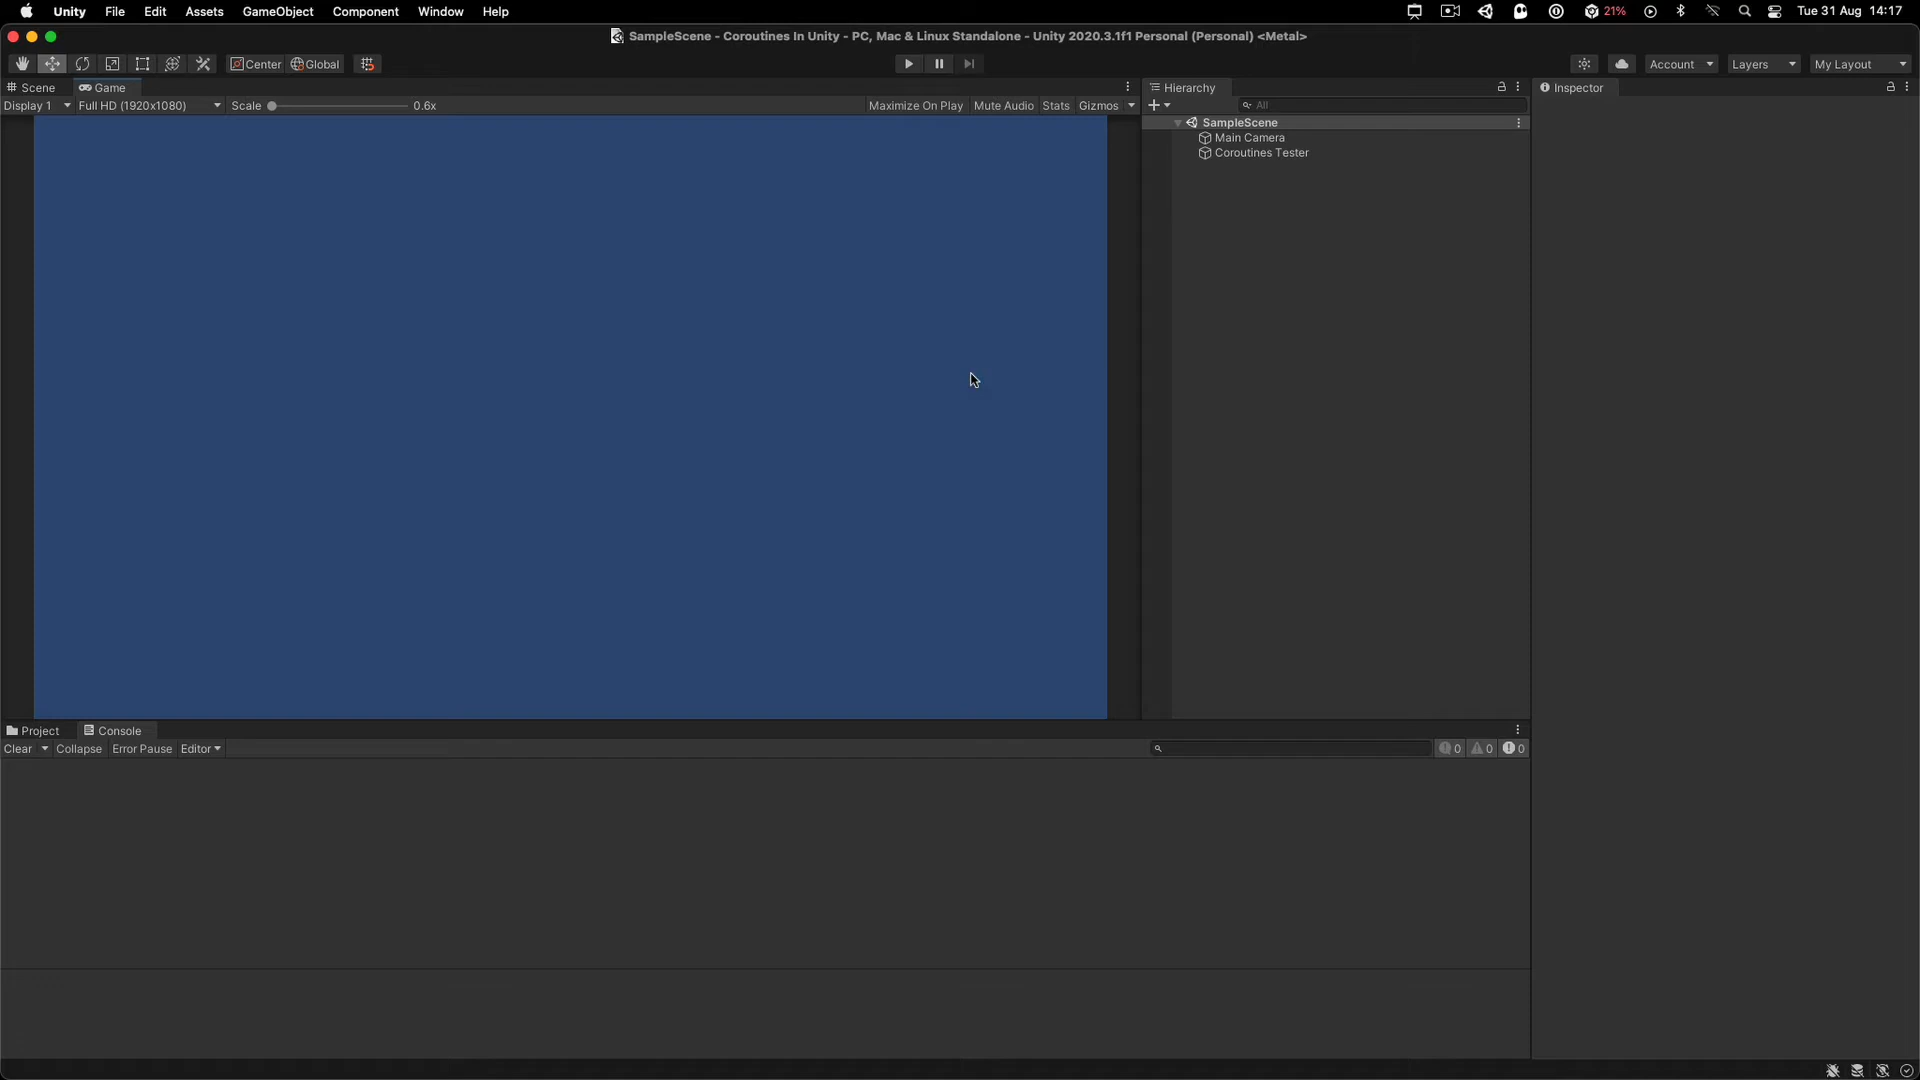 Unity File Edit Assets GameObject Component Window Help 21% Tue 31 Aug 14:17
SampleScene - Coroutines In Unity - PC, Mac & Linux Standalone - Unity 2020.3.1f1 Personal (Personal) <Metal>
Center Global Account Layers My Layout
Scene Game Hierarchy Inspector
Display 1 Full HD (1920x1080) Scale 0.6x Maximize On Play Mute Audio Stats Gizmos All
SampleScene
Main Camera
Coroutines Tester
Project Console
Clear Collapse Error Pause Editor 0 0 0